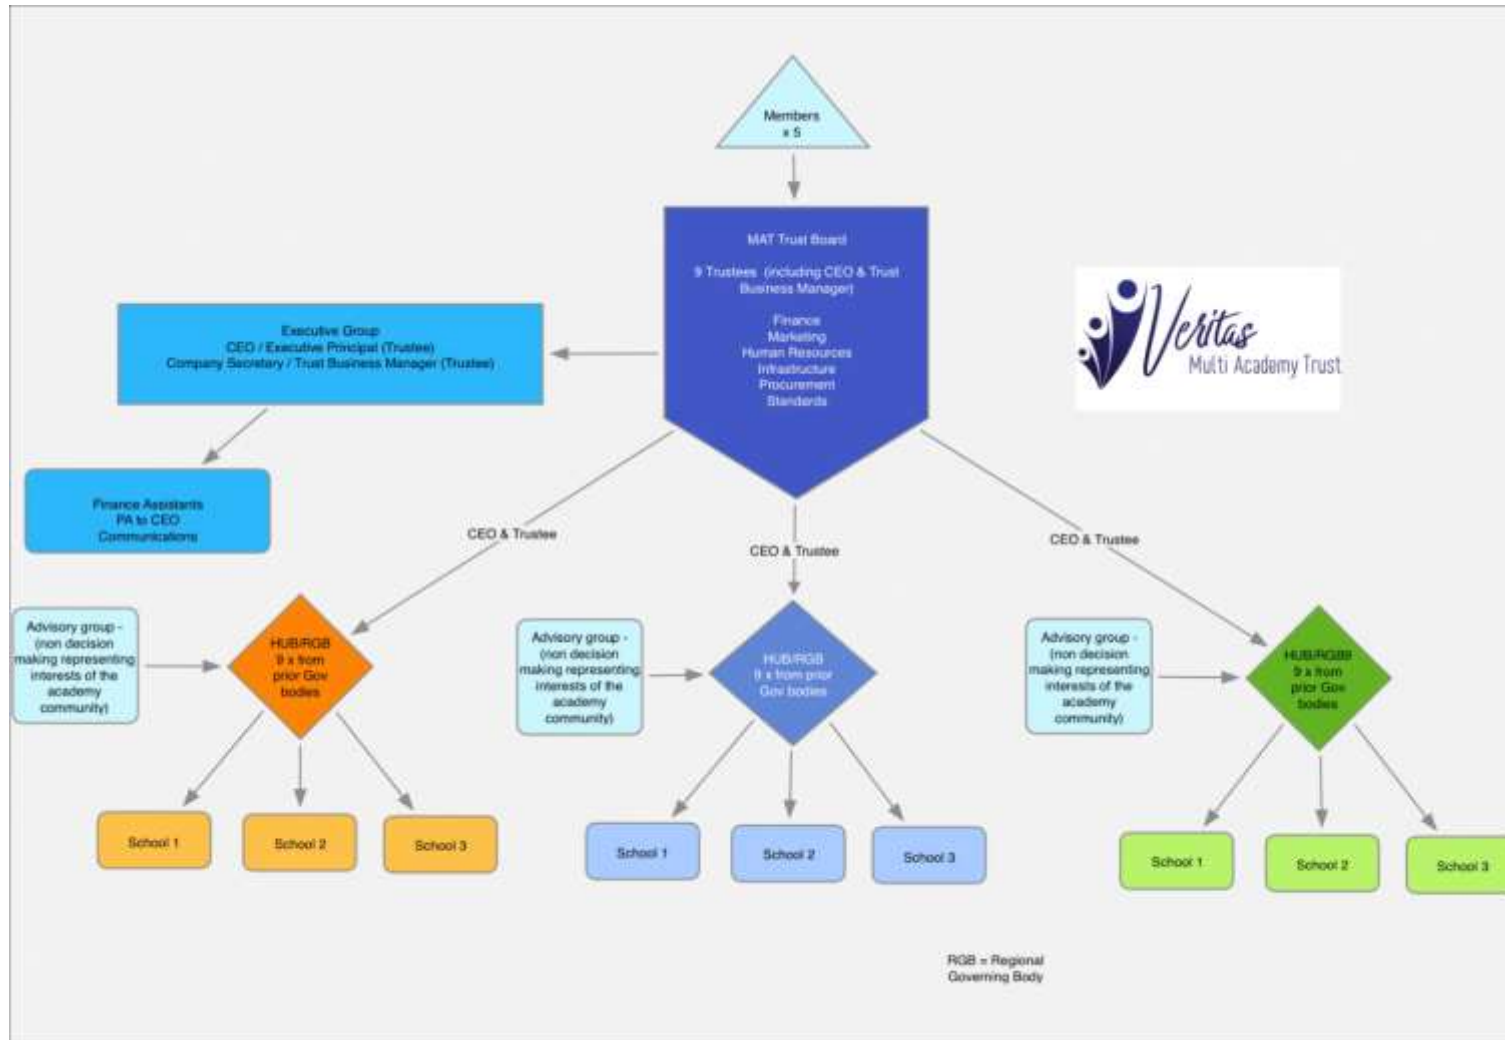 Members
x 5
MAT Trust Board
9 Trustees (including CEO & Trust
Business Manager)
Finance
Marketing
Human Resources
Infrastructure
Procurement
Standards
Veritas
Multi Academy Trust
Executive Group
CEO / Executive Principal (Trustee)
Company Secretary / Trust Business Manager (Trustee)
Finance Assistants
PA to CEO
Communications
CEO & Trustee
CEO & Trustee
CEO & Trustee
Advisory group -
(non decision
making representing
interests of the
academy
community)
HUB/RGB
9 x from
prior Gov
bodies
Advisory group -
(non decision
making representing
interests of the
academy
community)
HUB/RGB
9 x from prior
Gov bodies
Advisory group -
(non decision
making representing
interests of the
academy
community)
HUB/RGBB
9 x from
prior Gov
bodies
School 1
School 2
School 3
School 1
School 2
School 3
School 1
School 2
School 3
RGB = Regional
Governing Body